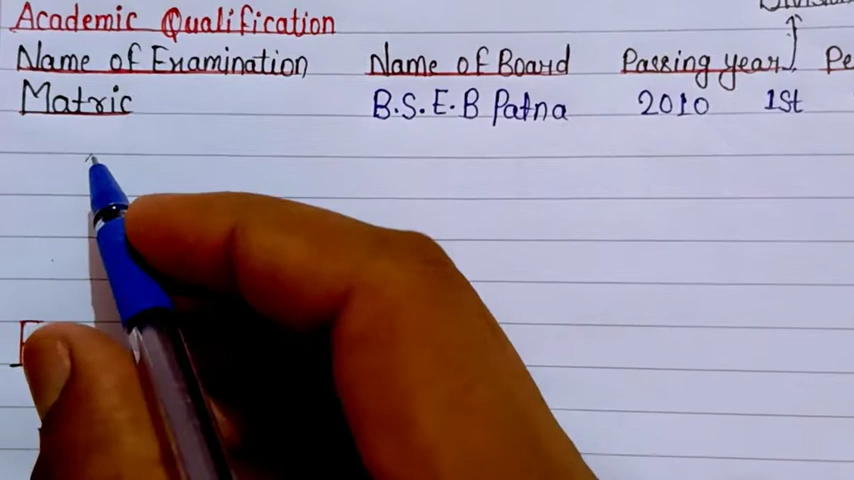 Academic Qualification
Name of Examination Name of Board Passing year
Matric B.S.E.B Patna 2010 1St